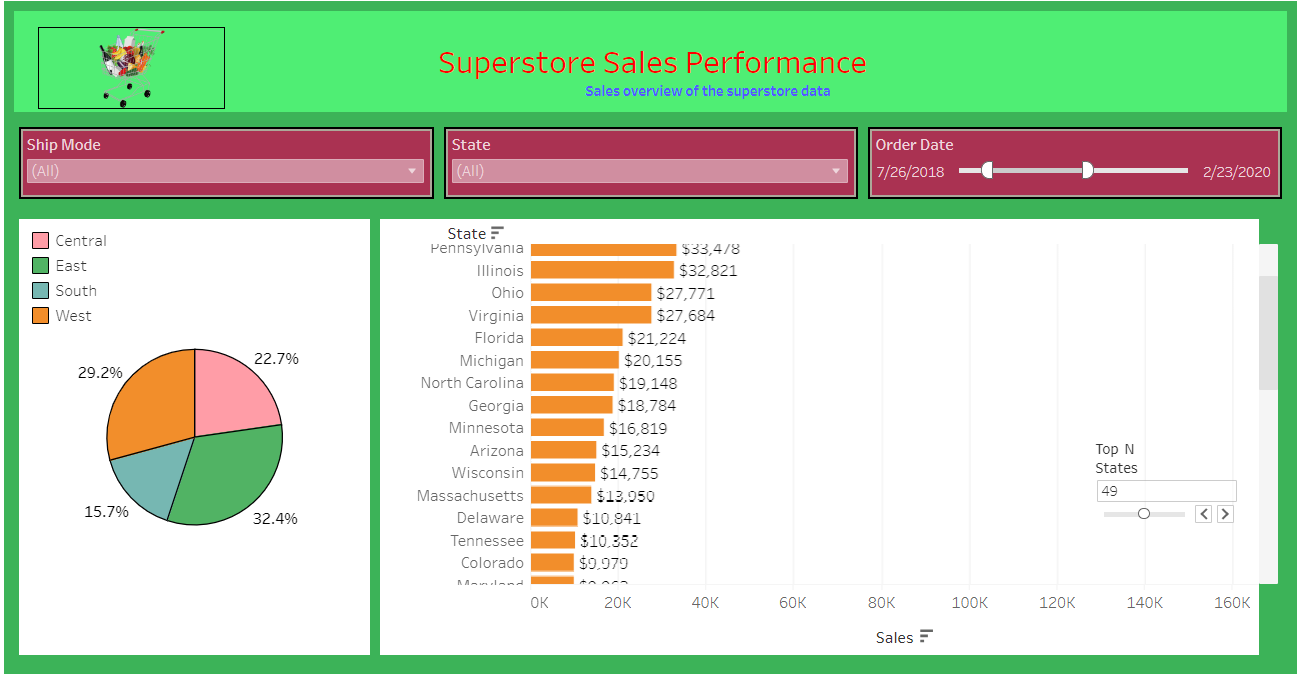 Superstore Sales Performance
Sales overview of the superstore data
Ship Mode
(All)
State
(All)
Order Date
7/26/2018
2/23/2020
Central
East
South
West
22.7%
29.2%
15.7%
32.4%
State
Pennsylvania $33,478
Illinois $32,821
Ohio $27,771
Virginia $27,684
Florida $21,224
Michigan $20,155
North Carolina $19,148
Georgia $18,784
Minnesota $16,819
Arizona $15,234
Wisconsin $14,755
Massachusetts $13,950
Delaware $10,841
Tennessee $10,352
Colorado $9,979
Maryland
Top N
States
49
0K 20K 40K 60K 80K 100K 120K 140K 160K
Sales